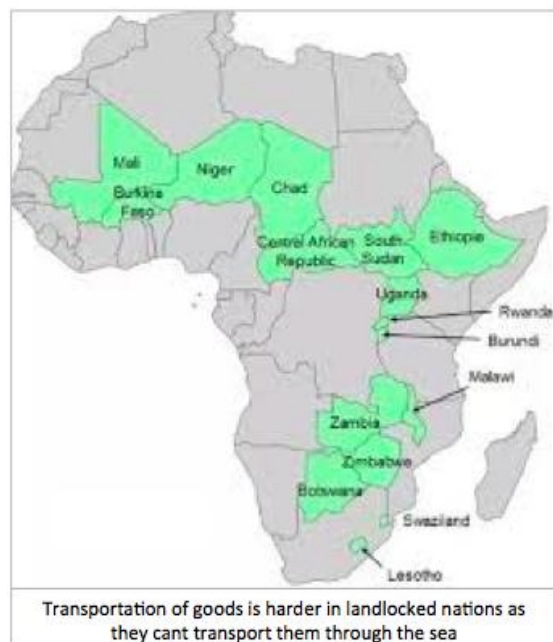 Mali
Niger
Chad
Burkina
Faso
Central African
Republic
South
Sudan
Ethiopia
Uganda
Rwanda
Burundi
Malawi
Zambia
Zimbabwe
Botswana
Swaziland
Lesotho
Transportation of goods is harder in landlocked nations as
they cant transport them through the sea